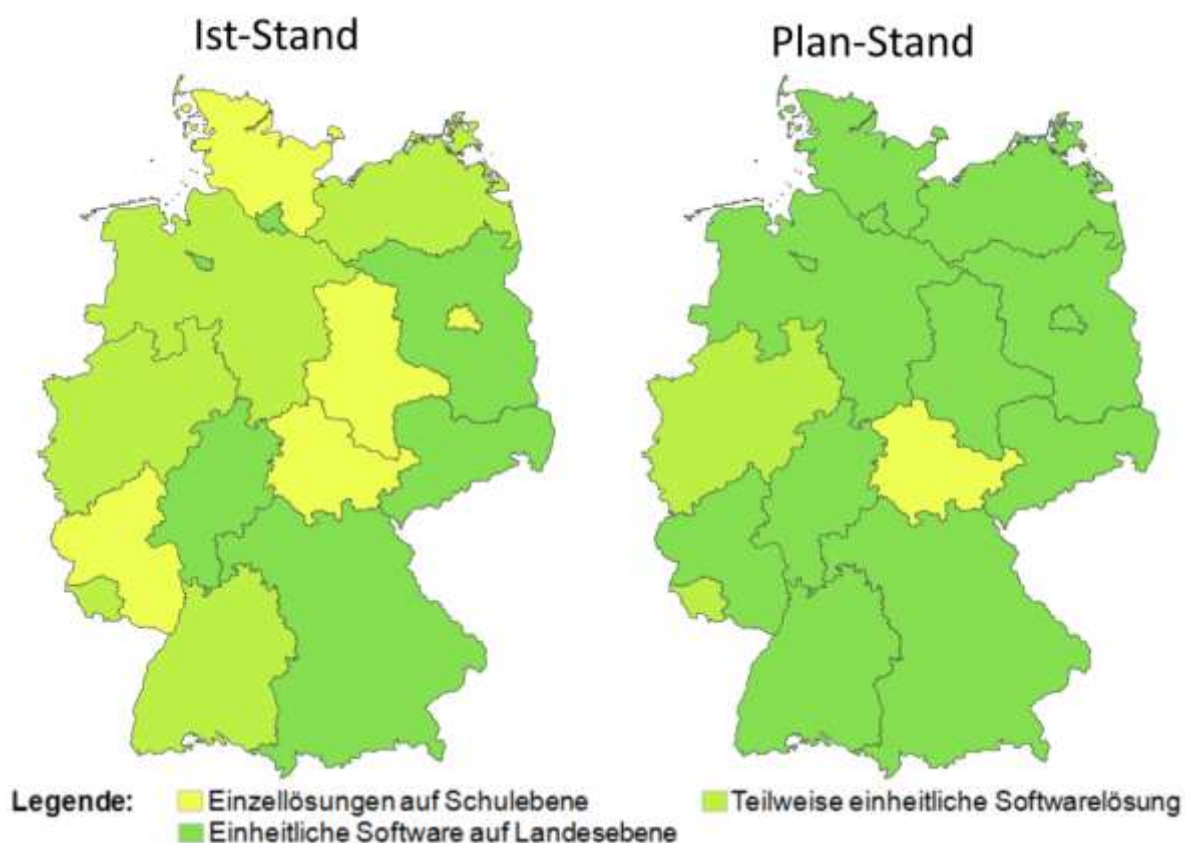 Ist-Stand
Plan-Stand
Legende:
Einzellösungen auf Schulebene
Teilweise einheitliche Softwarelösung
Einheitliche Software auf Landesebene